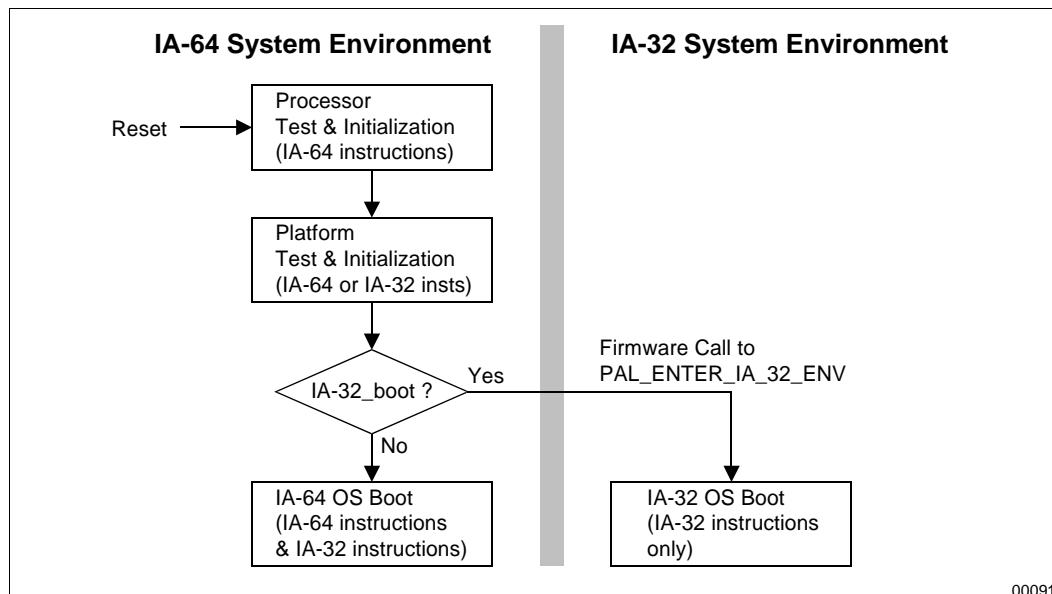 IA-64 System Environment
IA-32 System Environment
Reset
Processor
Test & Initialization
(IA-64 instructions)
Platform
Test & Initialization
(IA-64 or IA-32 insts)
IA-32_boot ?
Yes
Firmware Call to
PAL_ENTER_IA_32_ENV
No
IA-64 OS Boot
(IA-64 instructions
& IA-32 instructions)
IA-32 OS Boot
(IA-32 instructions
only)
00091